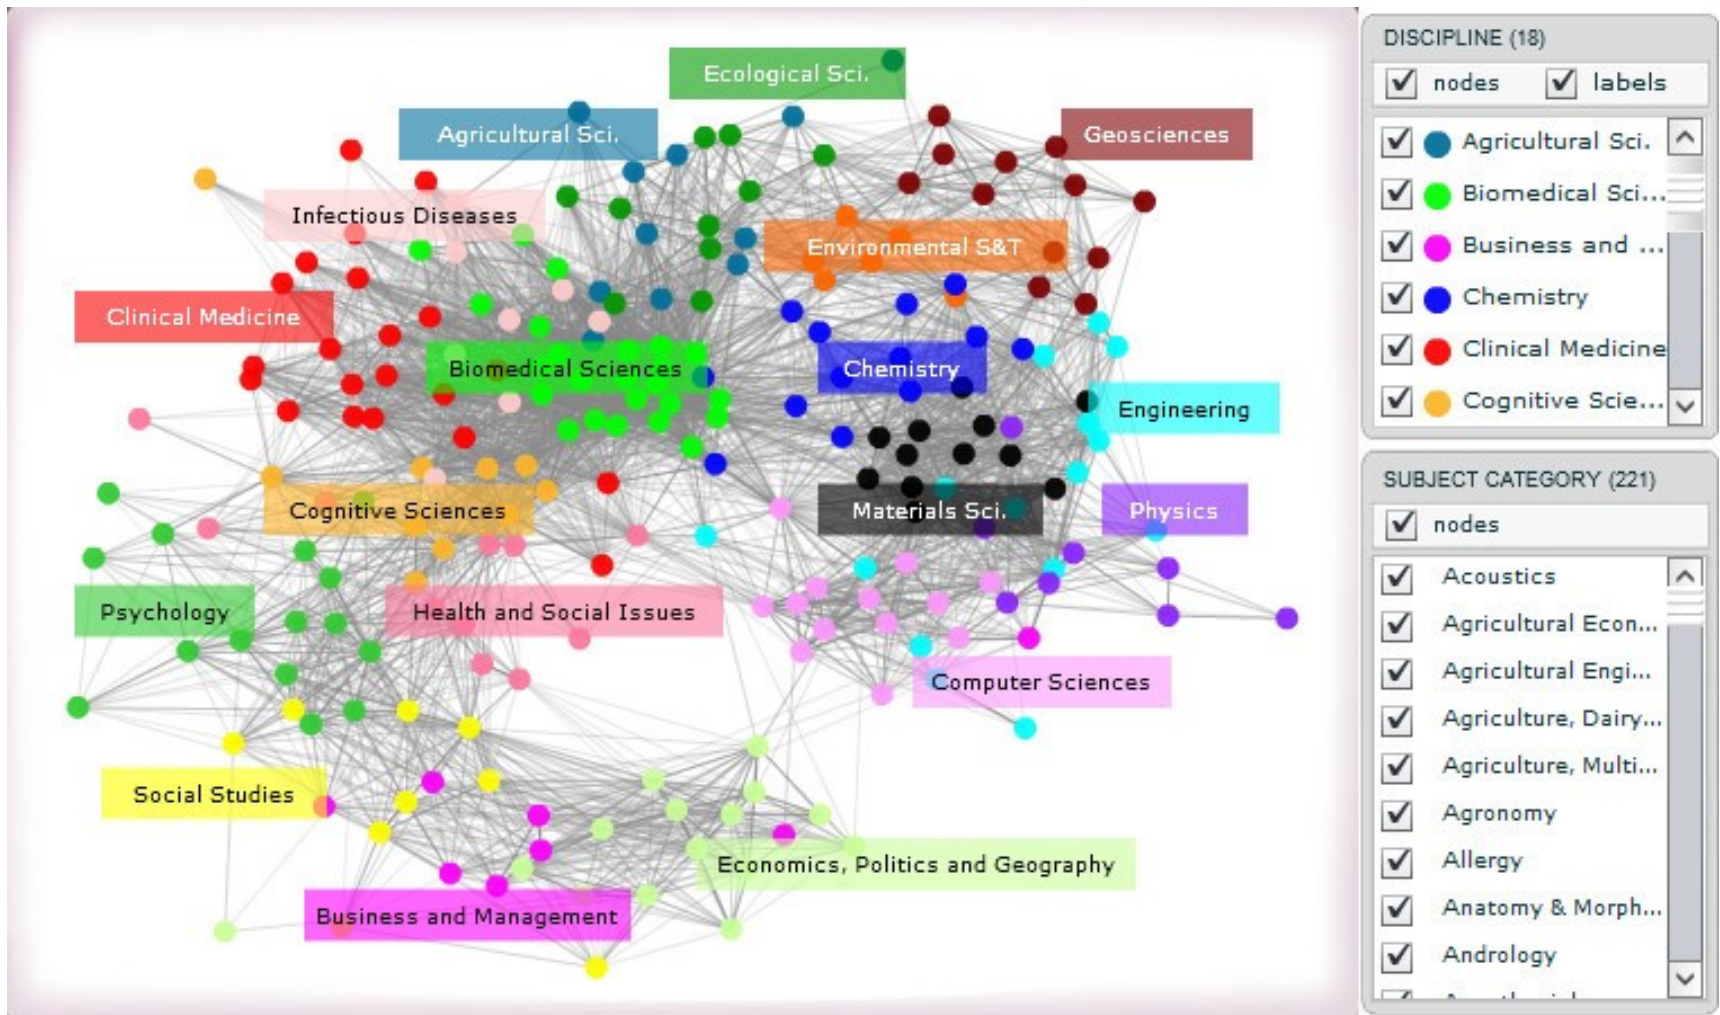 Ecological Sci.
Agricultural Sci.
Geosciences
Infectious Diseases
Environmental S&T
Clinical Medicine
Biomedical Sciences
Chemistry
Engineering
Cognitive Sciences
Materials Sci.
Physics
Psychology
Health and Social Issues
Computer Sciences
Social Studies
Economics, Politics and Geography
Business and Management
DISCIPLINE (18)
nodes labels
Agricultural Sci.
Biomedical Sci...
Business and ...
Chemistry
Clinical Medicine
Cognitive Scie...
SUBJECT CATEGORY (221)
nodes
Acoustics
Agricultural Econ...
Agricultural Engi...
Agriculture, Dairy...
Agriculture, Multi...
Agronomy
Allergy
Anatomy & Morph...
Andrology